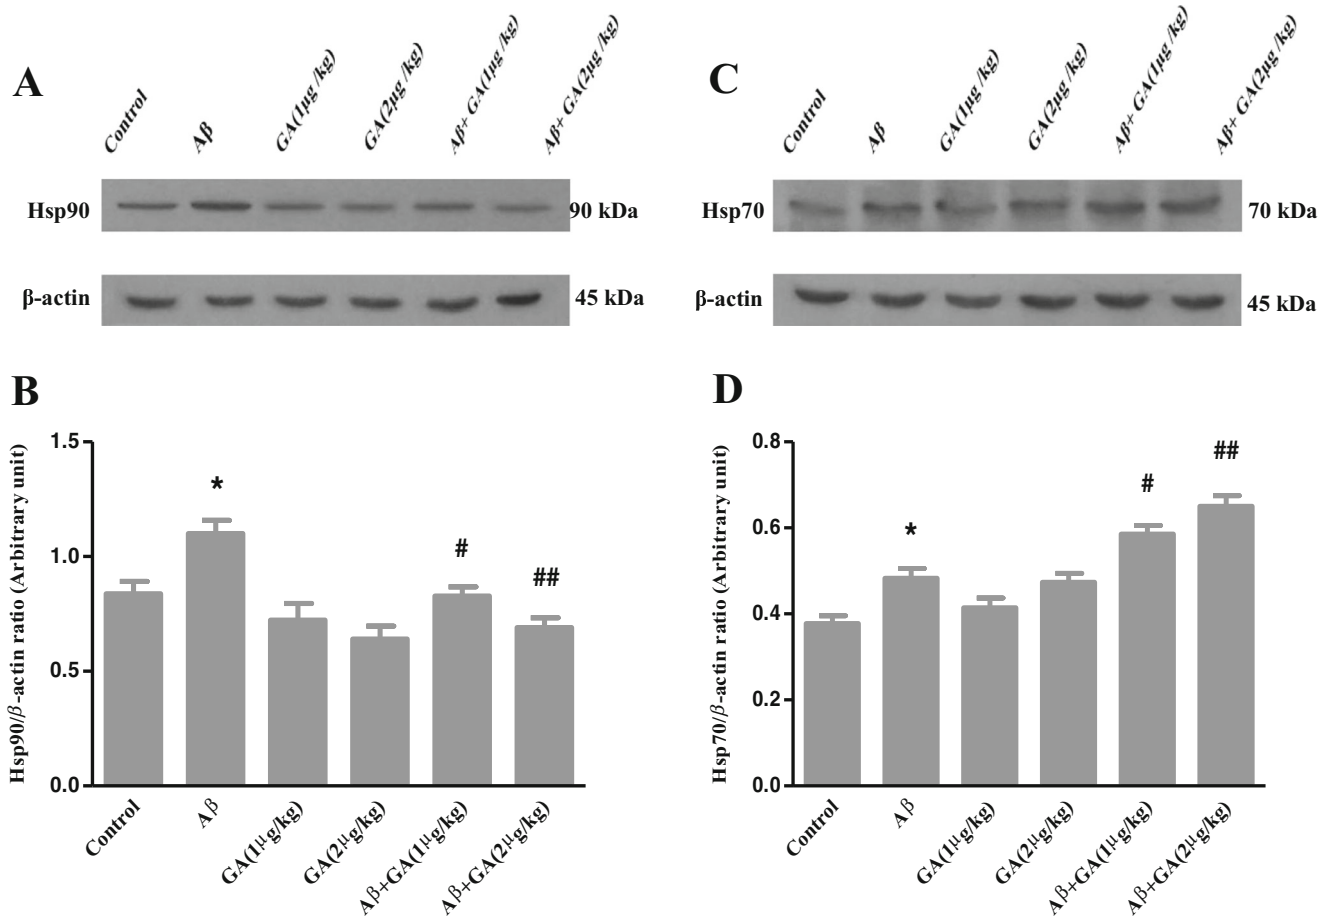 A
Control
Aβ
GA(1µg/kg)
GA(2µg/kg)
Aβ+ GA(1µg/kg)
Aβ+ GA(2µg/kg)
Hsp90
90 kDa
β-actin
45 kDa
C
Control
Aβ
GA(1µg/kg)
GA(2µg/kg)
Aβ+ GA(1µg/kg)
Aβ+ GA(2µg/kg)
Hsp70
70 kDa
β-actin
45 kDa
B
Hsp90/β-actin ratio (Arbitrary unit)
1.5
1.0
0.5
0.0
*
#
##
Control
Aβ
GA(1µg/kg)
GA(2µg/kg)
Aβ+GA(1µg/kg)
Aβ+GA(2µg/kg)
D
Hsp70/β-actin ratio (Arbitrary unit)
0.8
0.6
0.4
0.2
0.0
*
#
##
Control
Aβ
GA(1µg/kg)
GA(2µg/kg)
Aβ+GA(1µg/kg)
Aβ+GA(2µg/kg)